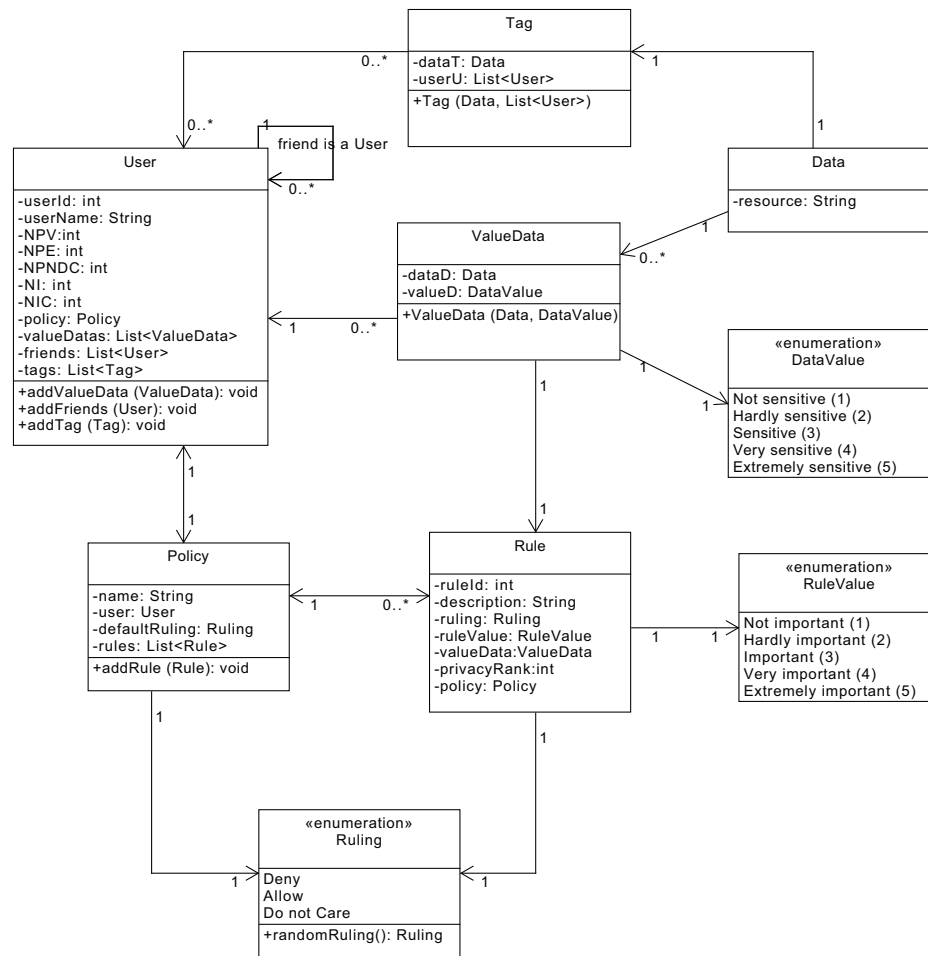 Tag
-dataT: Data
-userU: List<User>
+Tag (Data, List<User>)
0..*
1
0..*
1
friend is a User
0..*
1
User
-userId: int
-userName: String
-NPV:int
-NPE: int
-NPNDC: int
-NI: int
-NIC: int
-policy: Policy
-valueDatas: List<ValueData>
-friends: List<User>
-tags: List<Tag>
+addValueData (ValueData): void
+addFriends (User): void
+addTag (Tag): void
Data
-resource: String
1
0..*
ValueData
-dataD: Data
-valueD: DataValue
+ValueData (Data, DataValue)
1
0..*
1
1
«enumeration»
DataValue
Not sensitive (1)
Hardly sensitive (2)
Sensitive (3)
Very sensitive (4)
Extremely sensitive (5)
1
1
1
1
Policy
-name: String
-user: User
-defaultRuling: Ruling
-rules: List<Rule>
+addRule (Rule): void
1
0..*
Rule
-ruleId: int
-description: String
-ruling: Ruling
-ruleValue: RuleValue
-valueData:ValueData
-privacyRank:int
-policy: Policy
1
1
«enumeration»
RuleValue
Not important (1)
Hardly important (2)
Important (3)
Very important (4)
Extremely important (5)
1
1
«enumeration»
Ruling
Deny
Allow
Do not Care
+randomRuling(): Ruling
1
1